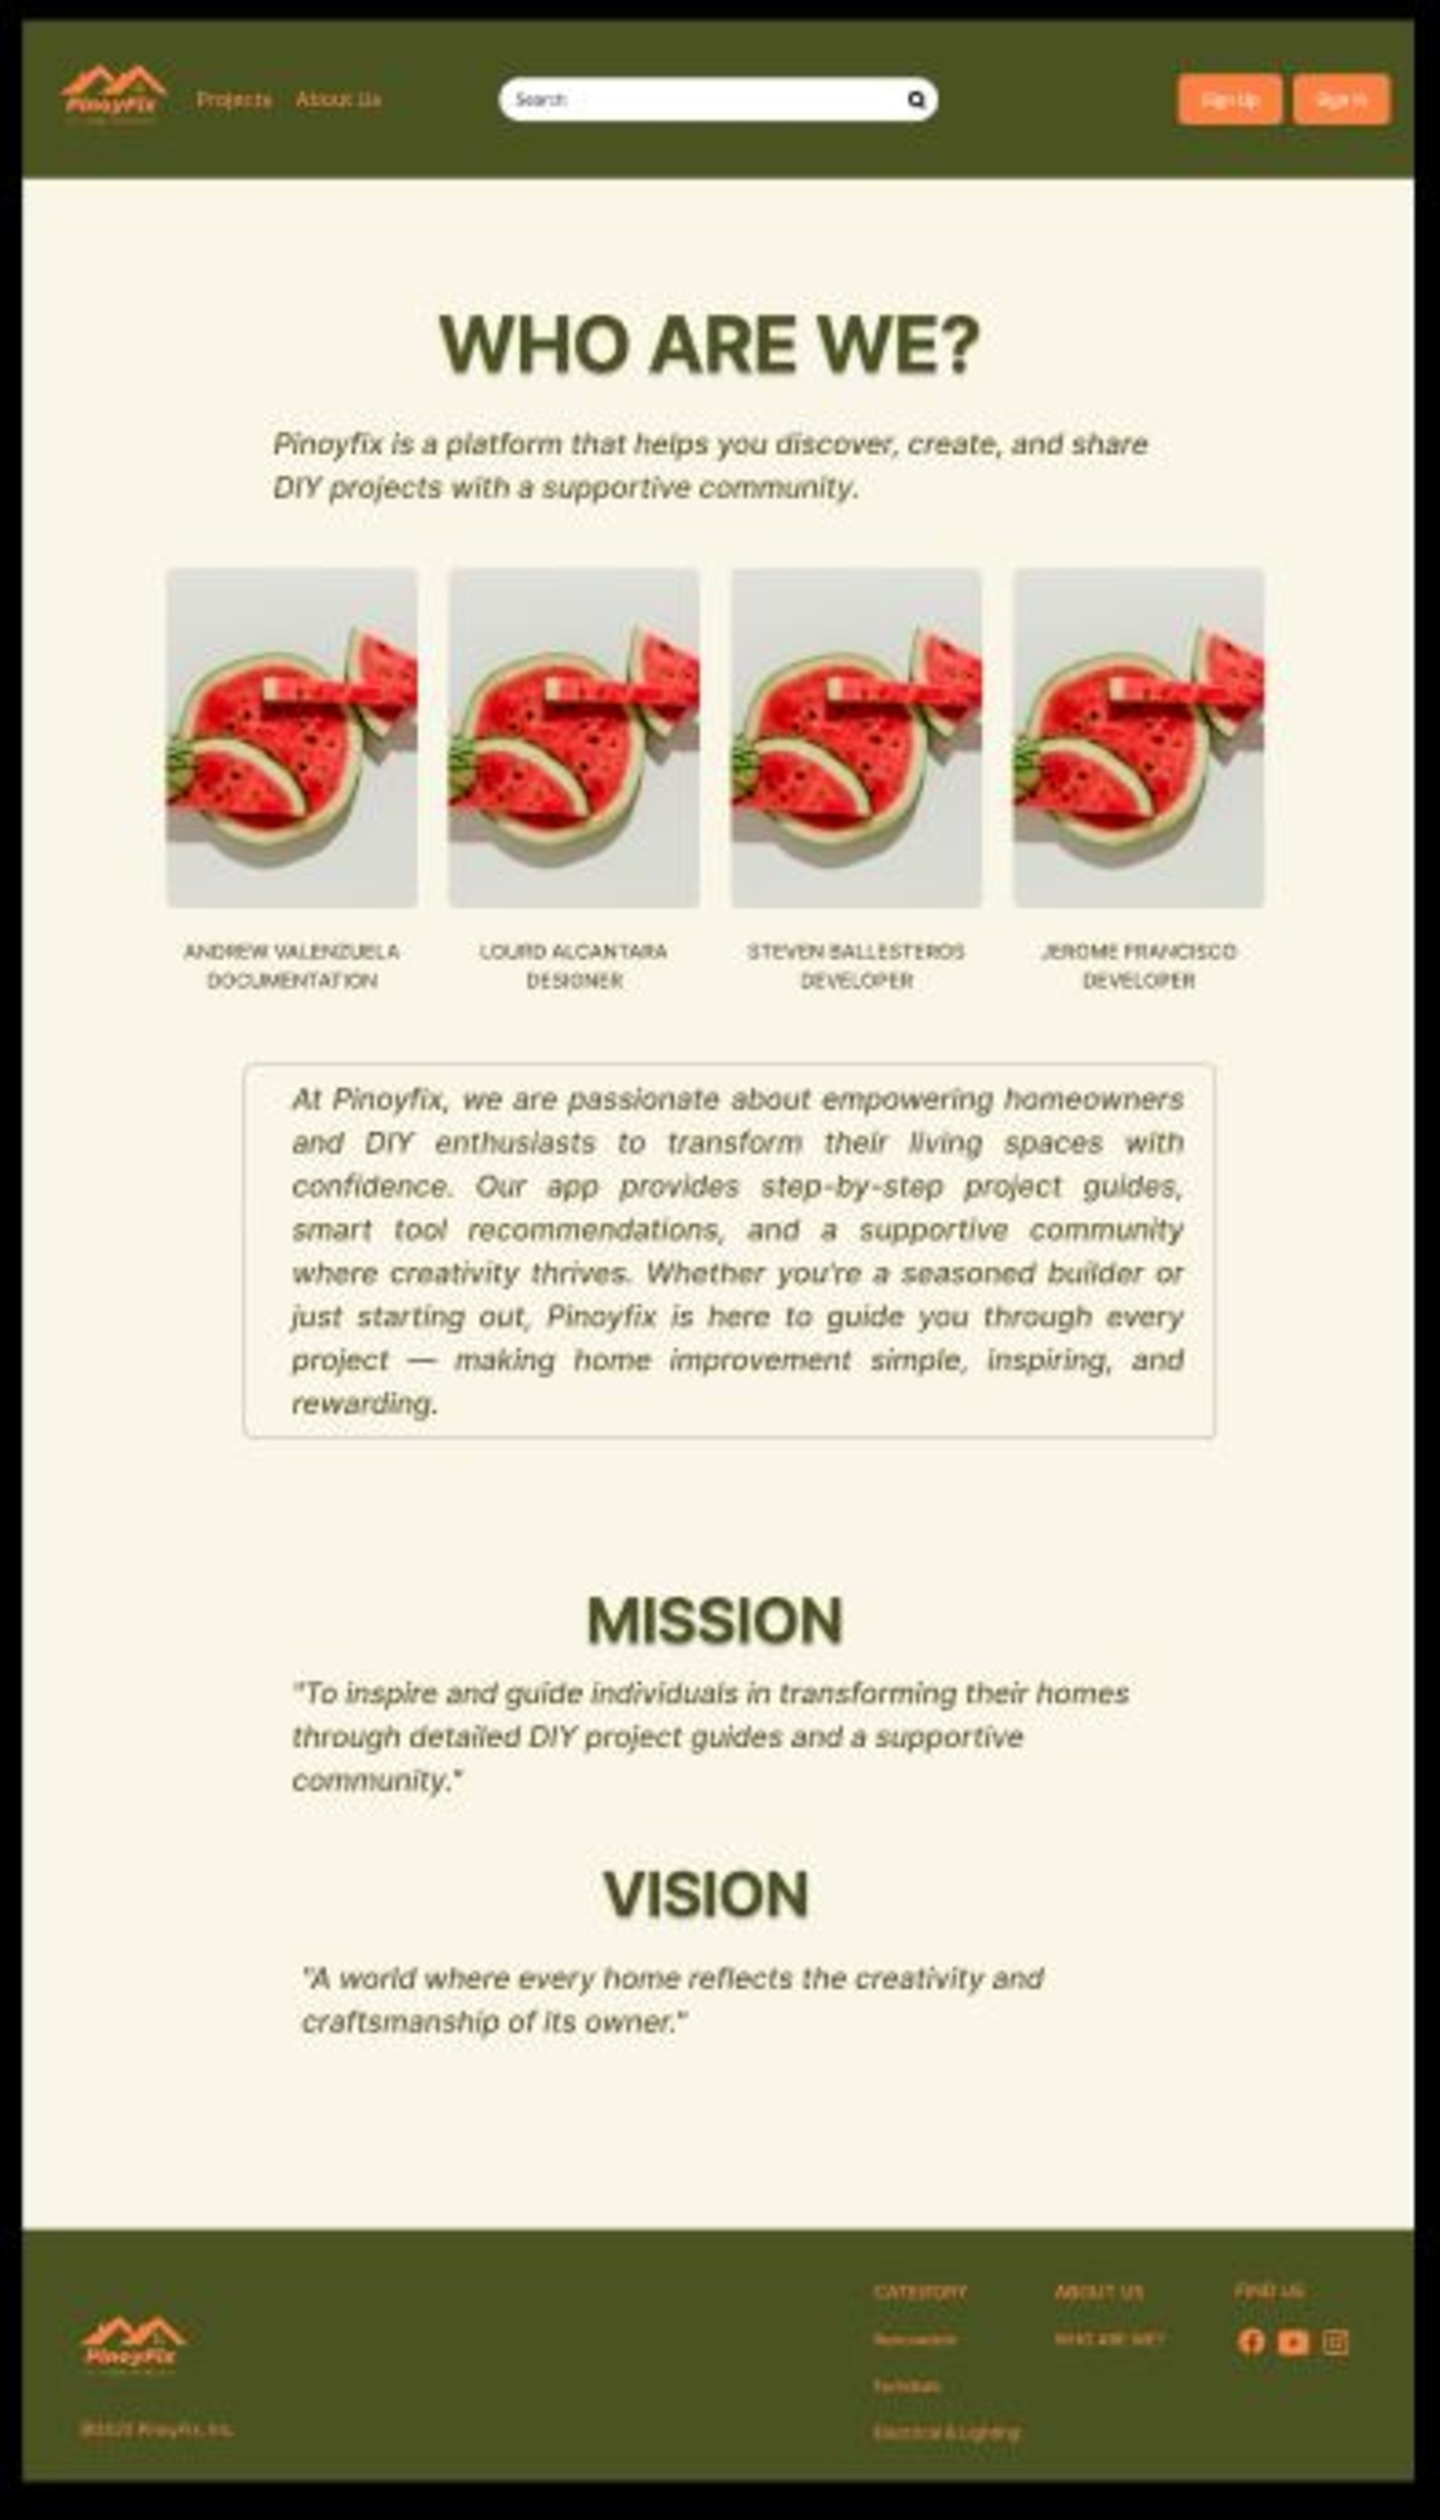 PinoyFix
Projects
About Us
Search
Sign Up
Sign In
WHO ARE WE?
Pinoyfix is a platform that helps you discover, create, and share
DIY projects with a supportive community.
ANDREW VALENZUELA
DOCUMENTATION
LOURD ALCANTARA
DESIGNER
STEVEN BALLESTEROS
DEVELOPER
JEROME FRANCISCO
DEVELOPER
At Pinoyfix, we are passionate about empowering homeowners
and DIY enthusiasts to transform their living spaces with
confidence. Our app provides step-by-step project guides,
smart tool recommendations, and a supportive community
where creativity thrives. Whether you're a seasoned builder or
just starting out, Pinoyfix is here to guide you through every
project — making home improvement simple, inspiring, and
rewarding.
MISSION
"To inspire and guide individuals in transforming their homes
through detailed DIY project guides and a supportive
community."
VISION
"A world where every home reflects the creativity and
craftsmanship of its owner."
PinoyFix
PinoyFix, Inc.
CATEGORY
Electrical & Lighting
ABOUT US
WHO ARE WE?
FIND US